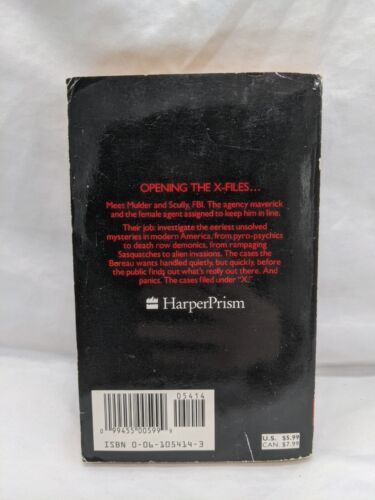 OPENING THE X-FILES...
Meet Mulder and Scully, FBI. The agency maverick
and the female agent assigned to keep him in line.
Their job: investigate the eeriest unsolved
mysteries in modern America, from pyro-psychics
to death row demonics, from rampaging
Sasquatches to alien invasions. The cases the
Bureau wants handled quietly, but quickly, before
the public finds out what's really out there. And
panics. The cases filed under "X."
HarperPrism
05414
0 99455 00599 9
ISBN 0-06-105414-3
U.S. $5.99
CAN $7.99